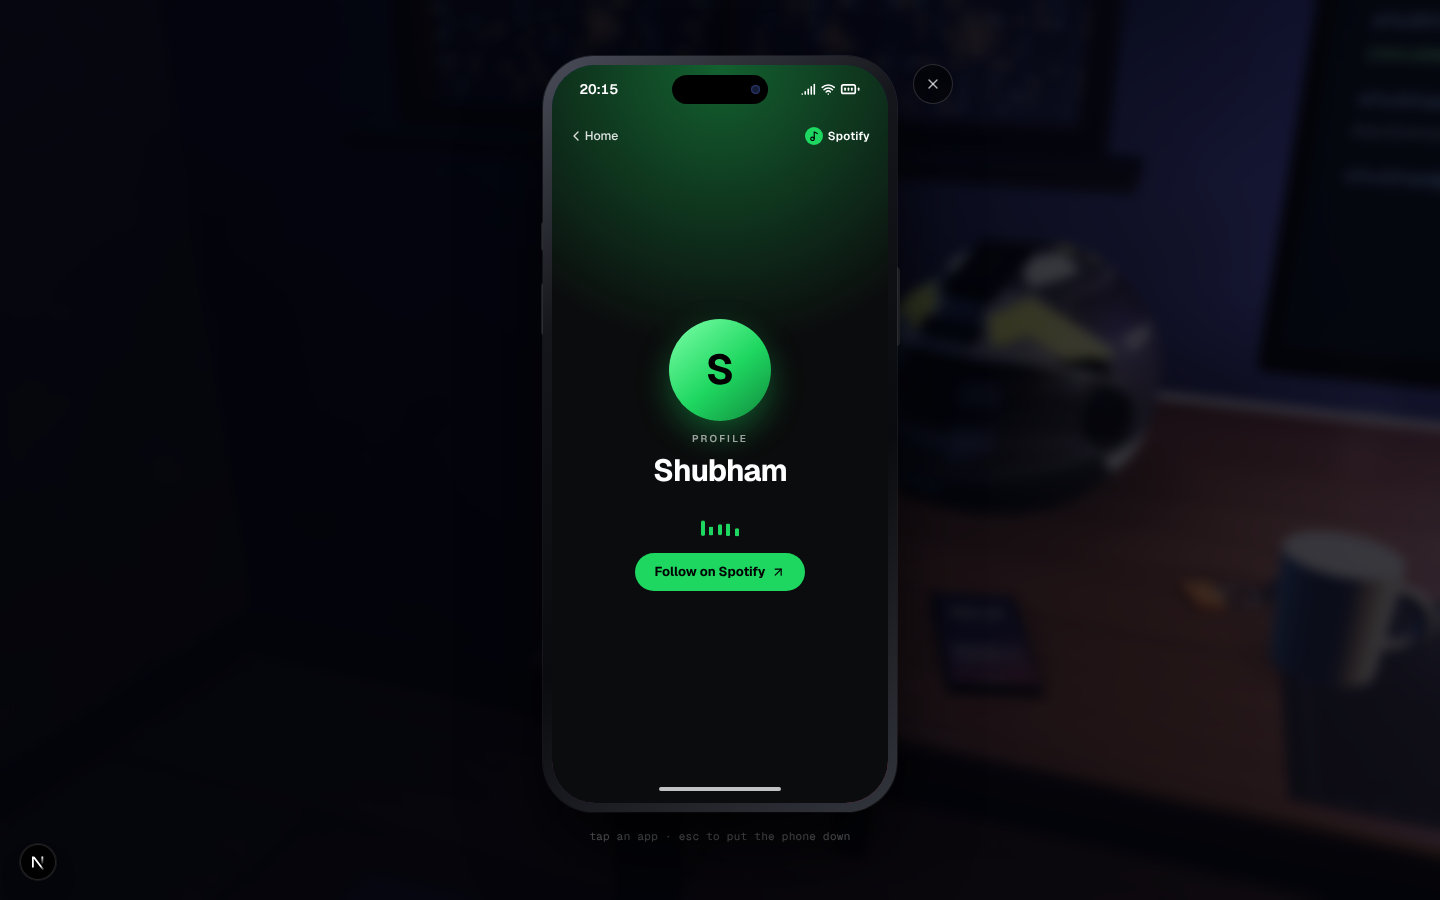 20:15
Home
Spotify
S
PROFILE
Shubham
Follow on Spotify
tap an app · esc to put the phone down
N